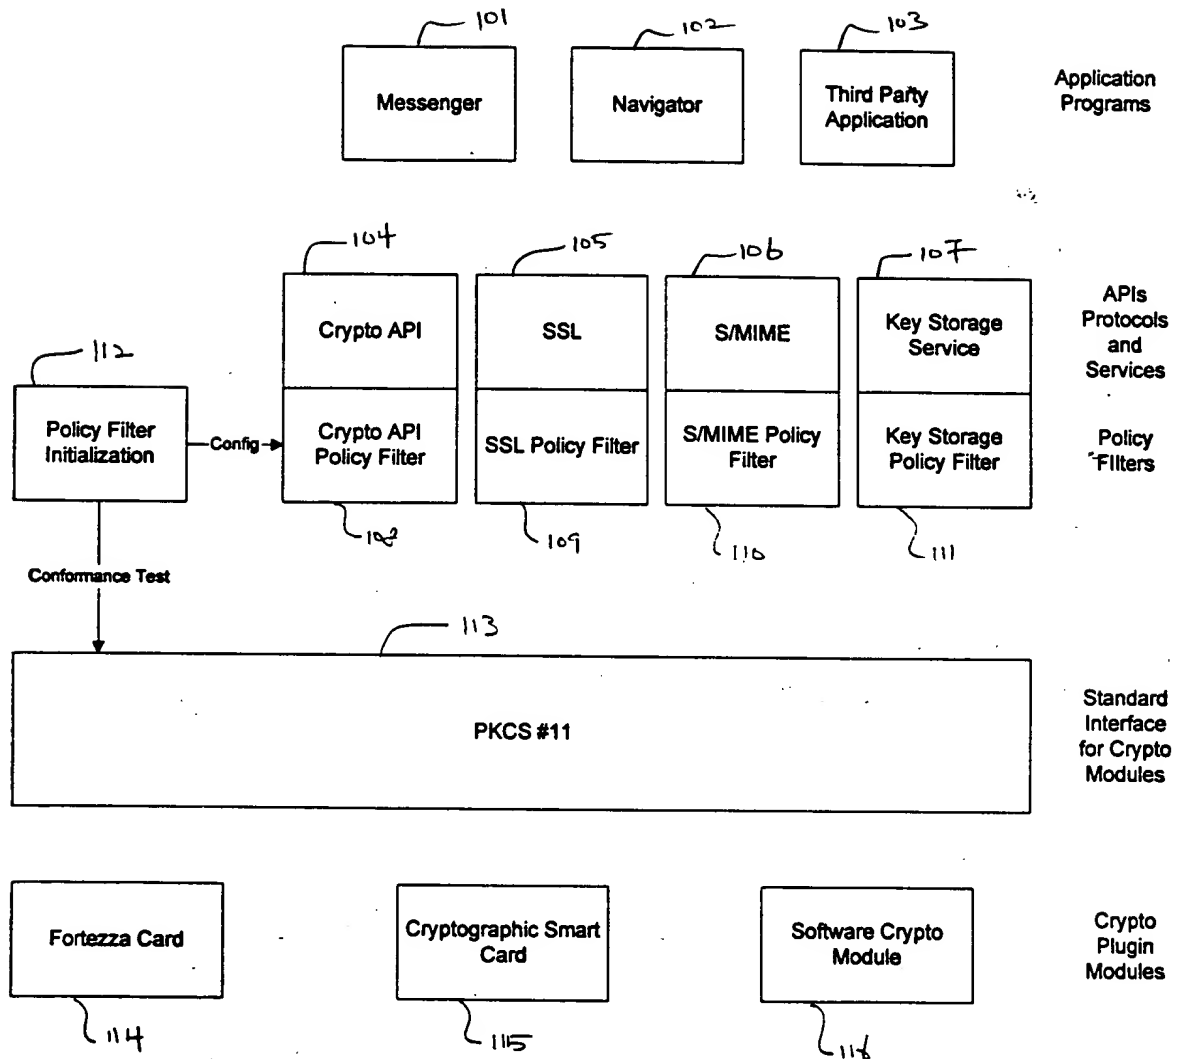 101
102
103
Messenger
Navigator
Third Party
Application
Application
Programs
104
105
106
107
Crypto API
SSL
S/MIME
Key Storage
Service
APIs
Protocols
and
Services
112
Policy Filter
Initialization
Config
Crypto API
Policy Filter
SSL Policy Filter
S/MIME Policy
Filter
Key Storage
Policy Filter
Policy
Filters
108
109
110
111
Conformance Test
113
PKCS #11
Standard
Interface
for Crypto
Modules
Fortezza Card
Cryptographic Smart
Card
Software Crypto
Module
Crypto
Plugin
Modules
114
115
116